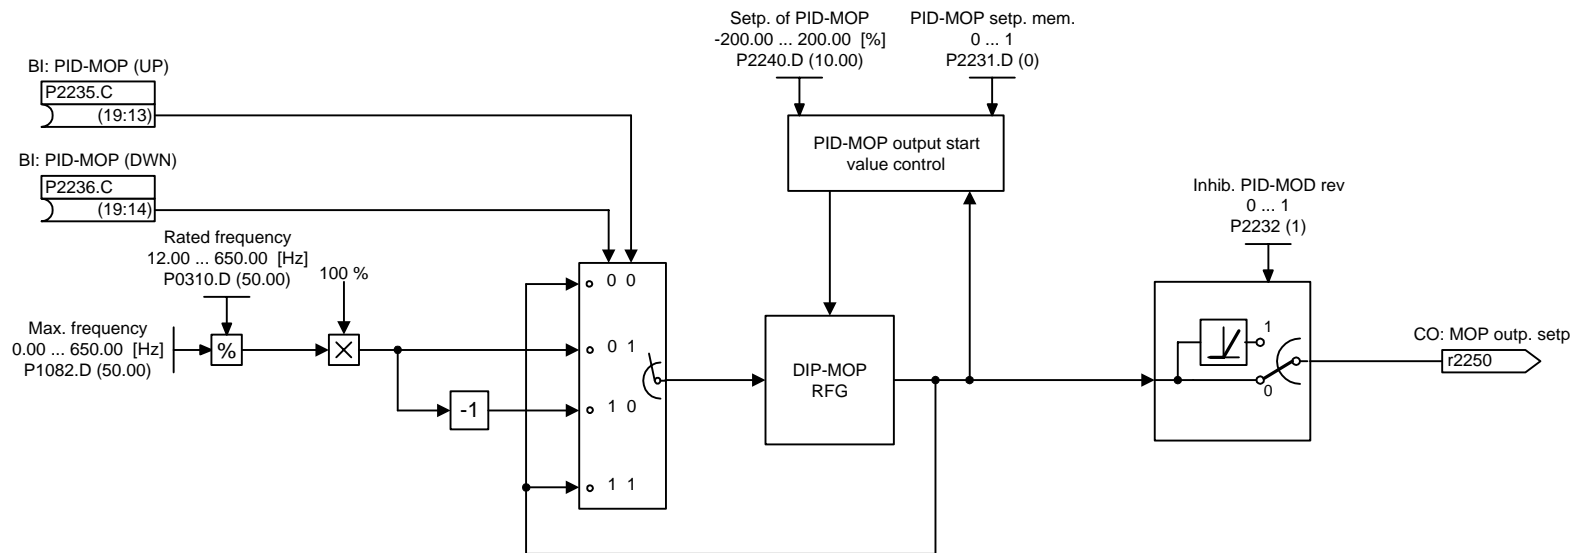 Setp. of PID-MOP
-200.00 ... 200.00 [%]
P2240.D (10.00)
PID-MOP setp. mem.
0 ... 1
P2231.D (0)
BI: PID-MOP (UP)
P2235.C
(19:13)
BI: PID-MOP (DWN)
P2236.C
(19:14)
PID-MOP output start
value control
Inhib. PID-MOD rev
0 ... 1
P2232 (1)
Rated frequency
12.00 ... 650.00 [Hz]
P0310.D (50.00)
100 %
Max. frequency
0.00 ... 650.00 [Hz]
P1082.D (50.00)
%
-1
0 0
0 1
1 0
1 1
DIP-MOP
RFG
1
0
CO: MOP outp. setp
r2250